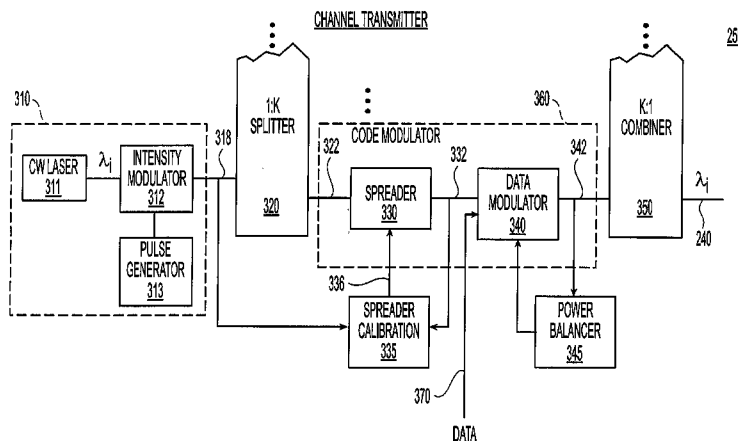 CHANNEL TRANSMITTER
25
310
318
1:K
SPLITTER
320
360
CODE MODULATOR
322
332
342
K:1
COMBINER
350
CW LASER
311
λi
INTENSITY
MODULATOR
312
PULSE
GENERATOR
313
SPREADER
330
DATA
MODULATOR
340
λi
240
336
SPREADER
CALIBRATION
335
POWER
BALANCER
345
370
DATA